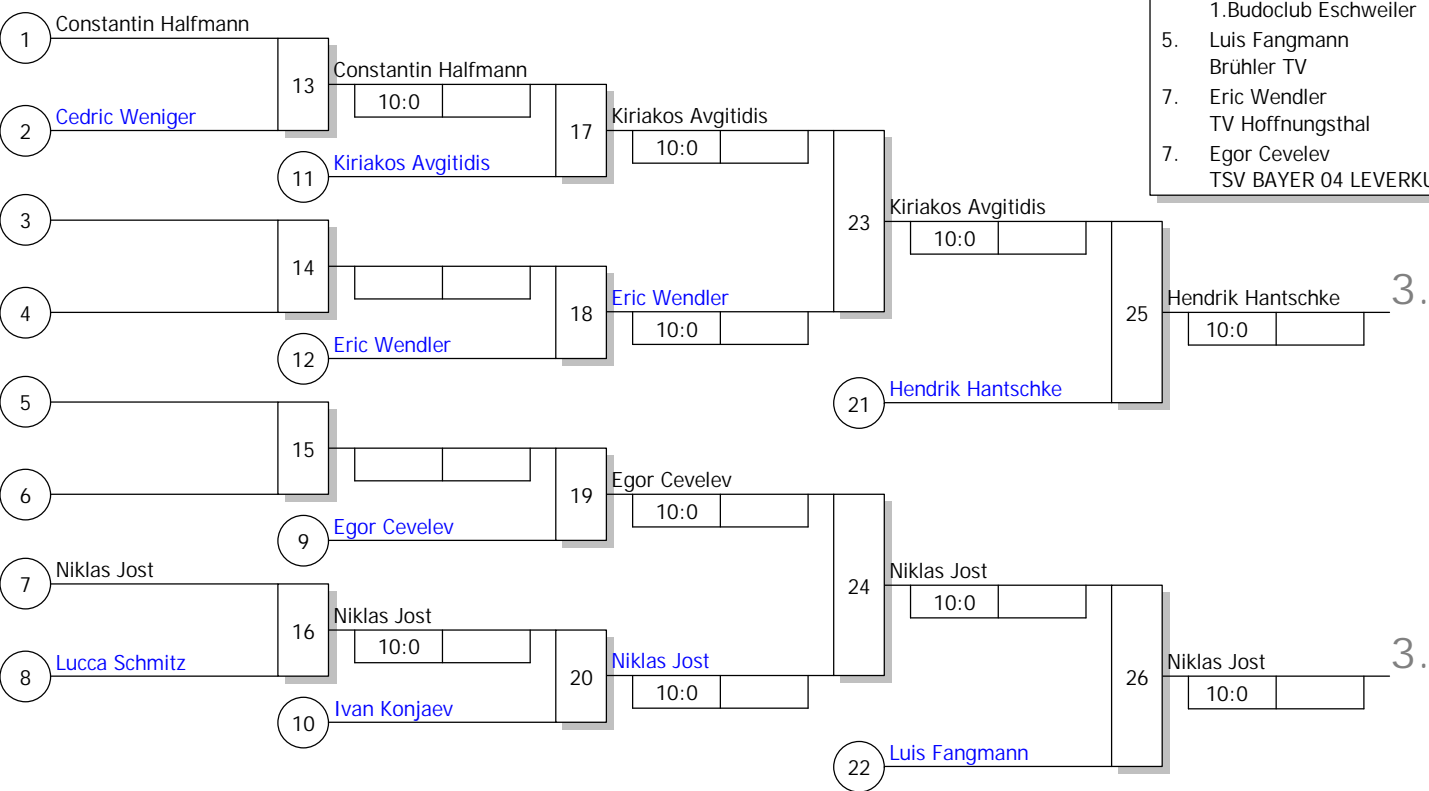 1.Budoclub Eschweiler
5. Luis Fangmann
Brühler TV
7. Eric Wendler
TV Hoffnungsthal
7. Egor Cevelev
TSV BAYER 04 LEVERKU
1 Constantin Halfmann
2 Cedric Weniger
3
4
5
6
7 Niklas Jost
8 Lucca Schmitz
13
14
15
16
Constantin Halfmann
10:0
11 Kiriakos Avgitidis
12 Eric Wendler
9 Egor Cevelev
Niklas Jost
10:0
10 Ivan Konjaev
17
18
19
20
Kiriakos Avgitidis
10:0
Eric Wendler
10:0
Egor Cevelev
10:0
Niklas Jost
10:0
23
24
Kiriakos Avgitidis
10:0
21 Hendrik Hantschke
Niklas Jost
10:0
22 Luis Fangmann
25
26
Hendrik Hantschke 3.
10:0
Niklas Jost 3.
10:0